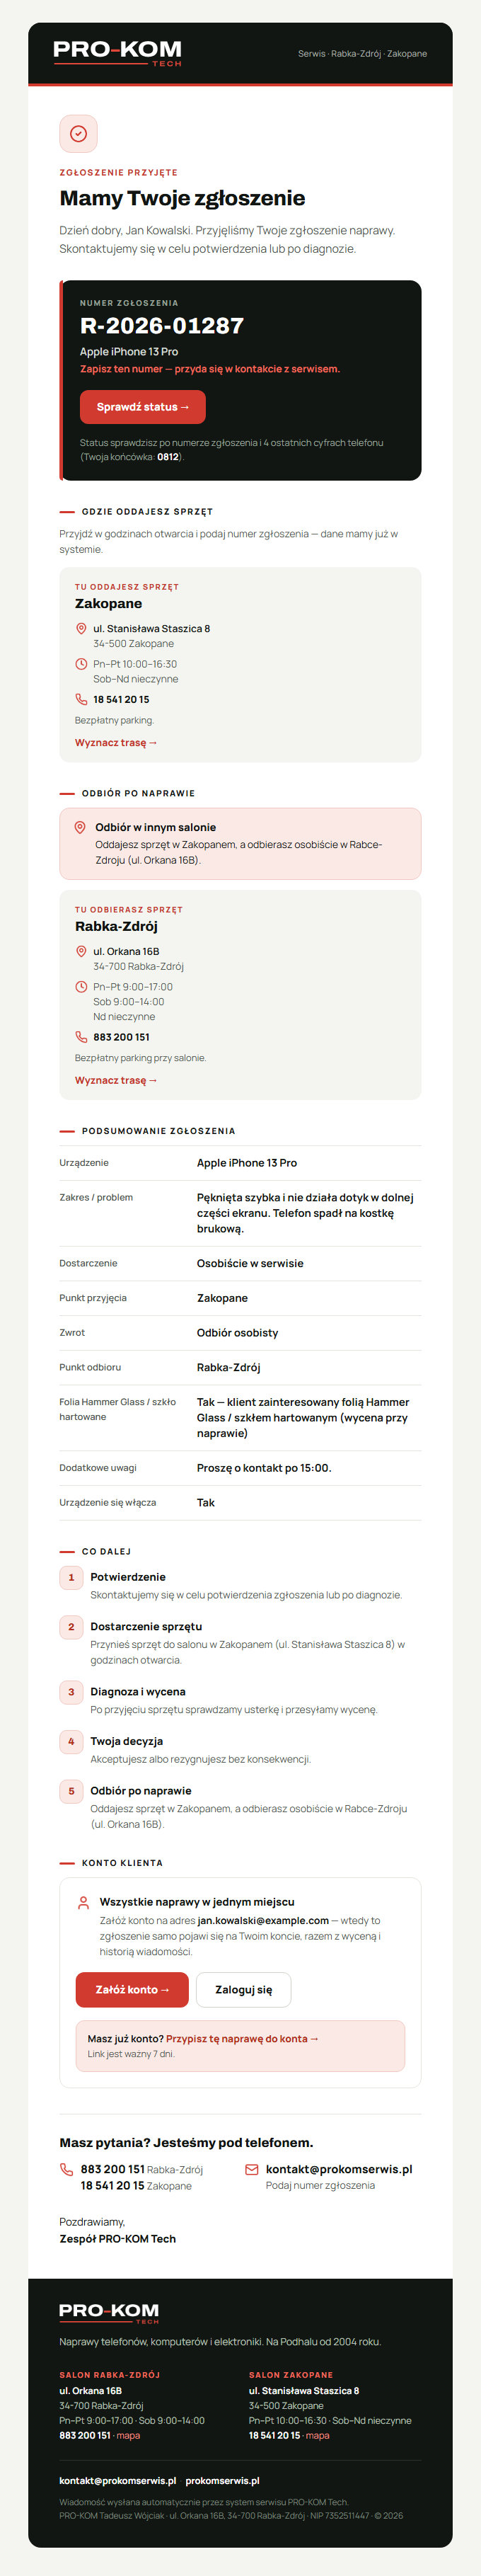 PRO-KOM
TECH
Serwis · Rabka-Zdrój · Zakopane
ZGŁOSZENIE PRZYJĘTE
Mamy Twoje zgłoszenie
Dzień dobry, Jan Kowalski. Przyjęliśmy Twoje zgłoszenie naprawy.
Skontaktujemy się w celu potwierdzenia lub po diagnozie.
NUMER ZGŁOSZENIA
R-2026-01287
Apple iPhone 13 Pro
Zapisz ten numer — przyda się w kontakcie z serwisem.
Sprawdź status →
Status sprawdzisz po numerze zgłoszenia i 4 ostatnich cyfrach telefonu
(Twoja końcówka: 0812).
GDZIE ODDAJESZ SPRZĘT
Przyjdź w godzinach otwarcia i podaj numer zgłoszenia — dane mamy już w
systemie.
TU ODDAJESZ SPRZĘT
Zakopane
ul. Stanisława Staszica 8
34-500 Zakopane
Pn–Pt 10:00–16:30
Sob–Nd nieczynne
18 541 20 15
Bezpłatny parking.
Wyznacz trasę →
ODBIÓR PO NAPRAWIE
Odbiór w innym salonie
Oddajesz sprzęt w Zakopanem, a odbierasz osobiście w Rabce-
Zdroju (ul. Orkana 16B).
TU ODBIERASZ SPRZĘT
Rabka-Zdrój
ul. Orkana 16B
34-700 Rabka-Zdrój
Pn–Pt 9:00–17:00
Sob 9:00–14:00
Nd nieczynne
883 200 151
Bezpłatny parking przy salonie.
Wyznacz trasę →
PODSUMOWANIE ZGŁOSZENIA
Urządzenie Apple iPhone 13 Pro
Zakres / problem Pęknięta szybka i nie działa dotyk w dolnej
części ekranu. Telefon spadł na kostkę
brukową.
Dostarczenie Osobiście w serwisie
Punkt przyjęcia Zakopane
Zwrot Odbiór osobisty
Punkt odbioru Rabka-Zdrój
Folia Hammer Glass / szkło
hartowane
Tak — klient zainteresowany folią Hammer
Glass / szkłem hartowanym (wycena przy
naprawie)
Dodatkowe uwagi Proszę o kontakt po 15:00.
Urządzenie się włącza Tak
CO DALEJ
1 Potwierdzenie
Skontaktujemy się w celu potwierdzenia zgłoszenia lub po diagnozie.
2 Dostarczenie sprzętu
Przynieś sprzęt do salonu w Zakopanem (ul. Stanisława Staszica 8) w
godzinach otwarcia.
3 Diagnoza i wycena
Po przyjęciu sprzętu sprawdzamy usterkę i przesyłamy wycenę.
4 Twoja decyzja
Akceptujesz albo rezygnujesz bez konsekwencji.
5 Odbiór po naprawie
Oddajesz sprzęt w Zakopanem, a odbierasz osobiście w Rabce-Zdroju
(ul. Orkana 16B).
KONTO KLIENTA
Wszystkie naprawy w jednym miejscu
Załóż konto na adres jan.kowalski@example.com — wtedy to
zgłoszenie samo pojawi się na Twoim koncie, razem z wyceną i
historią wiadomości.
Załóż konto →
Zaloguj się
Masz już konto? Przypisz tę naprawę do konta →
Link jest ważny 7 dni.
Masz pytania? Jesteśmy pod telefonem.
883 200 151 Rabka-Zdrój
18 541 20 15 Zakopane
kontakt@prokomserwis.pl
Podaj numer zgłoszenia
Pozdrawiamy,
Zespół PRO-KOM Tech
PRO-KOM
TECH
Naprawy telefonów, komputerów i elektroniki. Na Podhalu od 2004 roku.
SALON RABKA-ZDRÓJ
ul. Orkana 16B
34-700 Rabka-Zdrój
Pn–Pt 9:00–17:00 · Sob 9:00–14:00
883 200 151 · mapa
SALON ZAKOPANE
ul. Stanisława Staszica 8
34-500 Zakopane
Pn–Pt 10:00–16:30 · Sob–Nd nieczynne
18 541 20 15 · mapa
kontakt@prokomserwis.pl prokomserwis.pl
Wiadomość wysłana automatycznie przez system serwisu PRO-KOM Tech.
PRO-KOM Tadeusz Wójciak · ul. Orkana 16B, 34-700 Rabka-Zdrój · NIP 7352511447 · © 2026